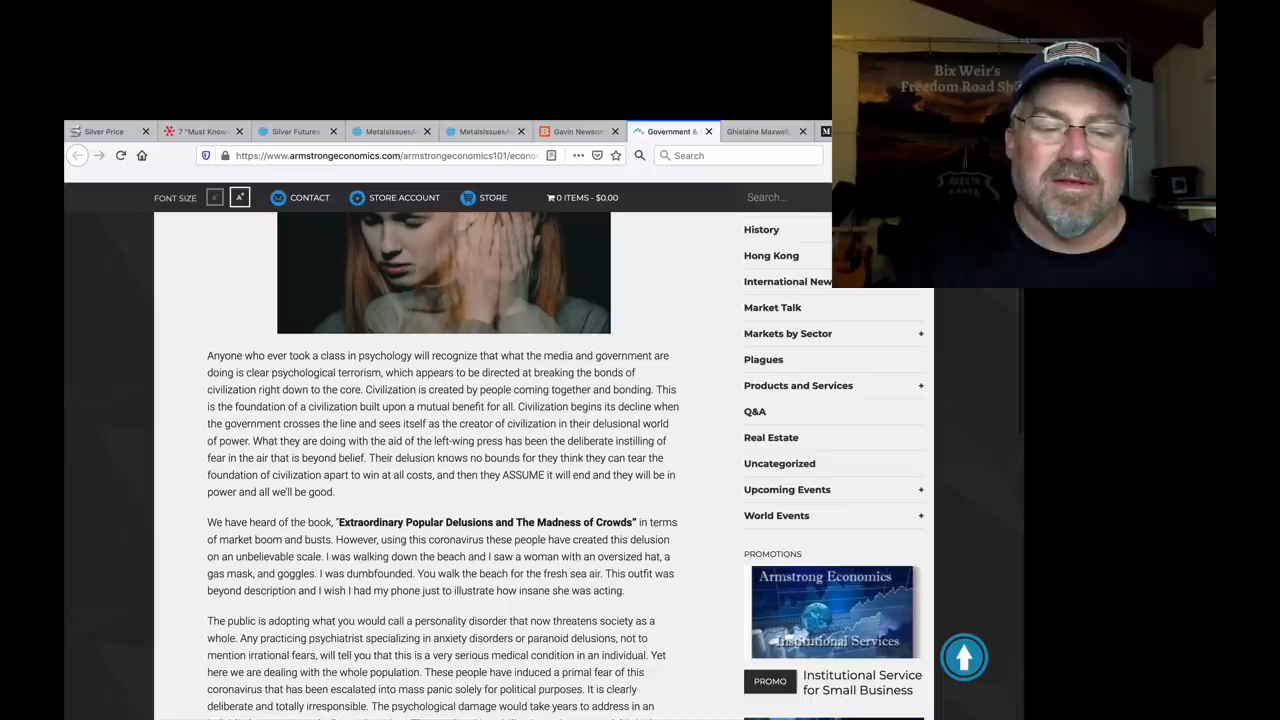 Bix Weir's
Freedom Road Sh
Silver Price
7 "Must Know
Silver Futures
MetalsIssuesA
MetalsIssuesA
Gavin Newsom
Government &
Ghislaine Maxwell,
https://www.armstrongeconomics.com/armstrongeconomics101/econo
Search
FONT SIZE
A-
A+
CONTACT
STORE ACCOUNT
STORE
0 ITEMS - $0.00
Search...
History
Hong Kong
International New
Market Talk
Markets by Sector +
Plagues
Products and Services +
Q&A
Real Estate
Uncategorized
Upcoming Events +
World Events +
PROMOTIONS
Armstrong Economics
Institutional Services
PROMO
Institutional Service
for Small Business
Anyone who ever took a class in psychology will recognize that what the media and government are
doing is clear psychological terrorism, which appears to be directed at breaking the bonds of
civilization right down to the core. Civilization is created by people coming together and bonding. This
is the foundation of a civilization built upon a mutual benefit for all. Civilization begins its decline when
the government crosses the line and sees itself as the creator of civilization in their delusional world
of power. What they are doing with the aid of the left-wing press has been the deliberate instilling of
fear in the air that is beyond belief. Their delusion knows no bounds for they think they can tear the
foundation of civilization apart to win at all costs, and then they ASSUME it will end and they will be in
power and all we'll be good.
We have heard of the book, "Extraordinary Popular Delusions and The Madness of Crowds" in terms
of market boom and busts. However, using this coronavirus these people have created this delusion
on an unbelievable scale. I was walking down the beach and I saw a woman with an oversized hat, a
gas mask, and goggles. I was dumbfounded. You walk the beach for the fresh sea air. This outfit was
beyond description and I wish I had my phone just to illustrate how insane she was acting.
The public is adopting what you would call a personality disorder that now threatens society as a
whole. Any practicing psychiatrist specializing in anxiety disorders or paranoid delusions, not to
mention irrational fears, will tell you that this is a very serious medical condition in an individual. Yet
here we are dealing with the whole population. These people have induced a primal fear of this
coronavirus that has been escalated into mass panic solely for political purposes. It is clearly
deliberate and totally irresponsible. The psychological damage would take years to address in an